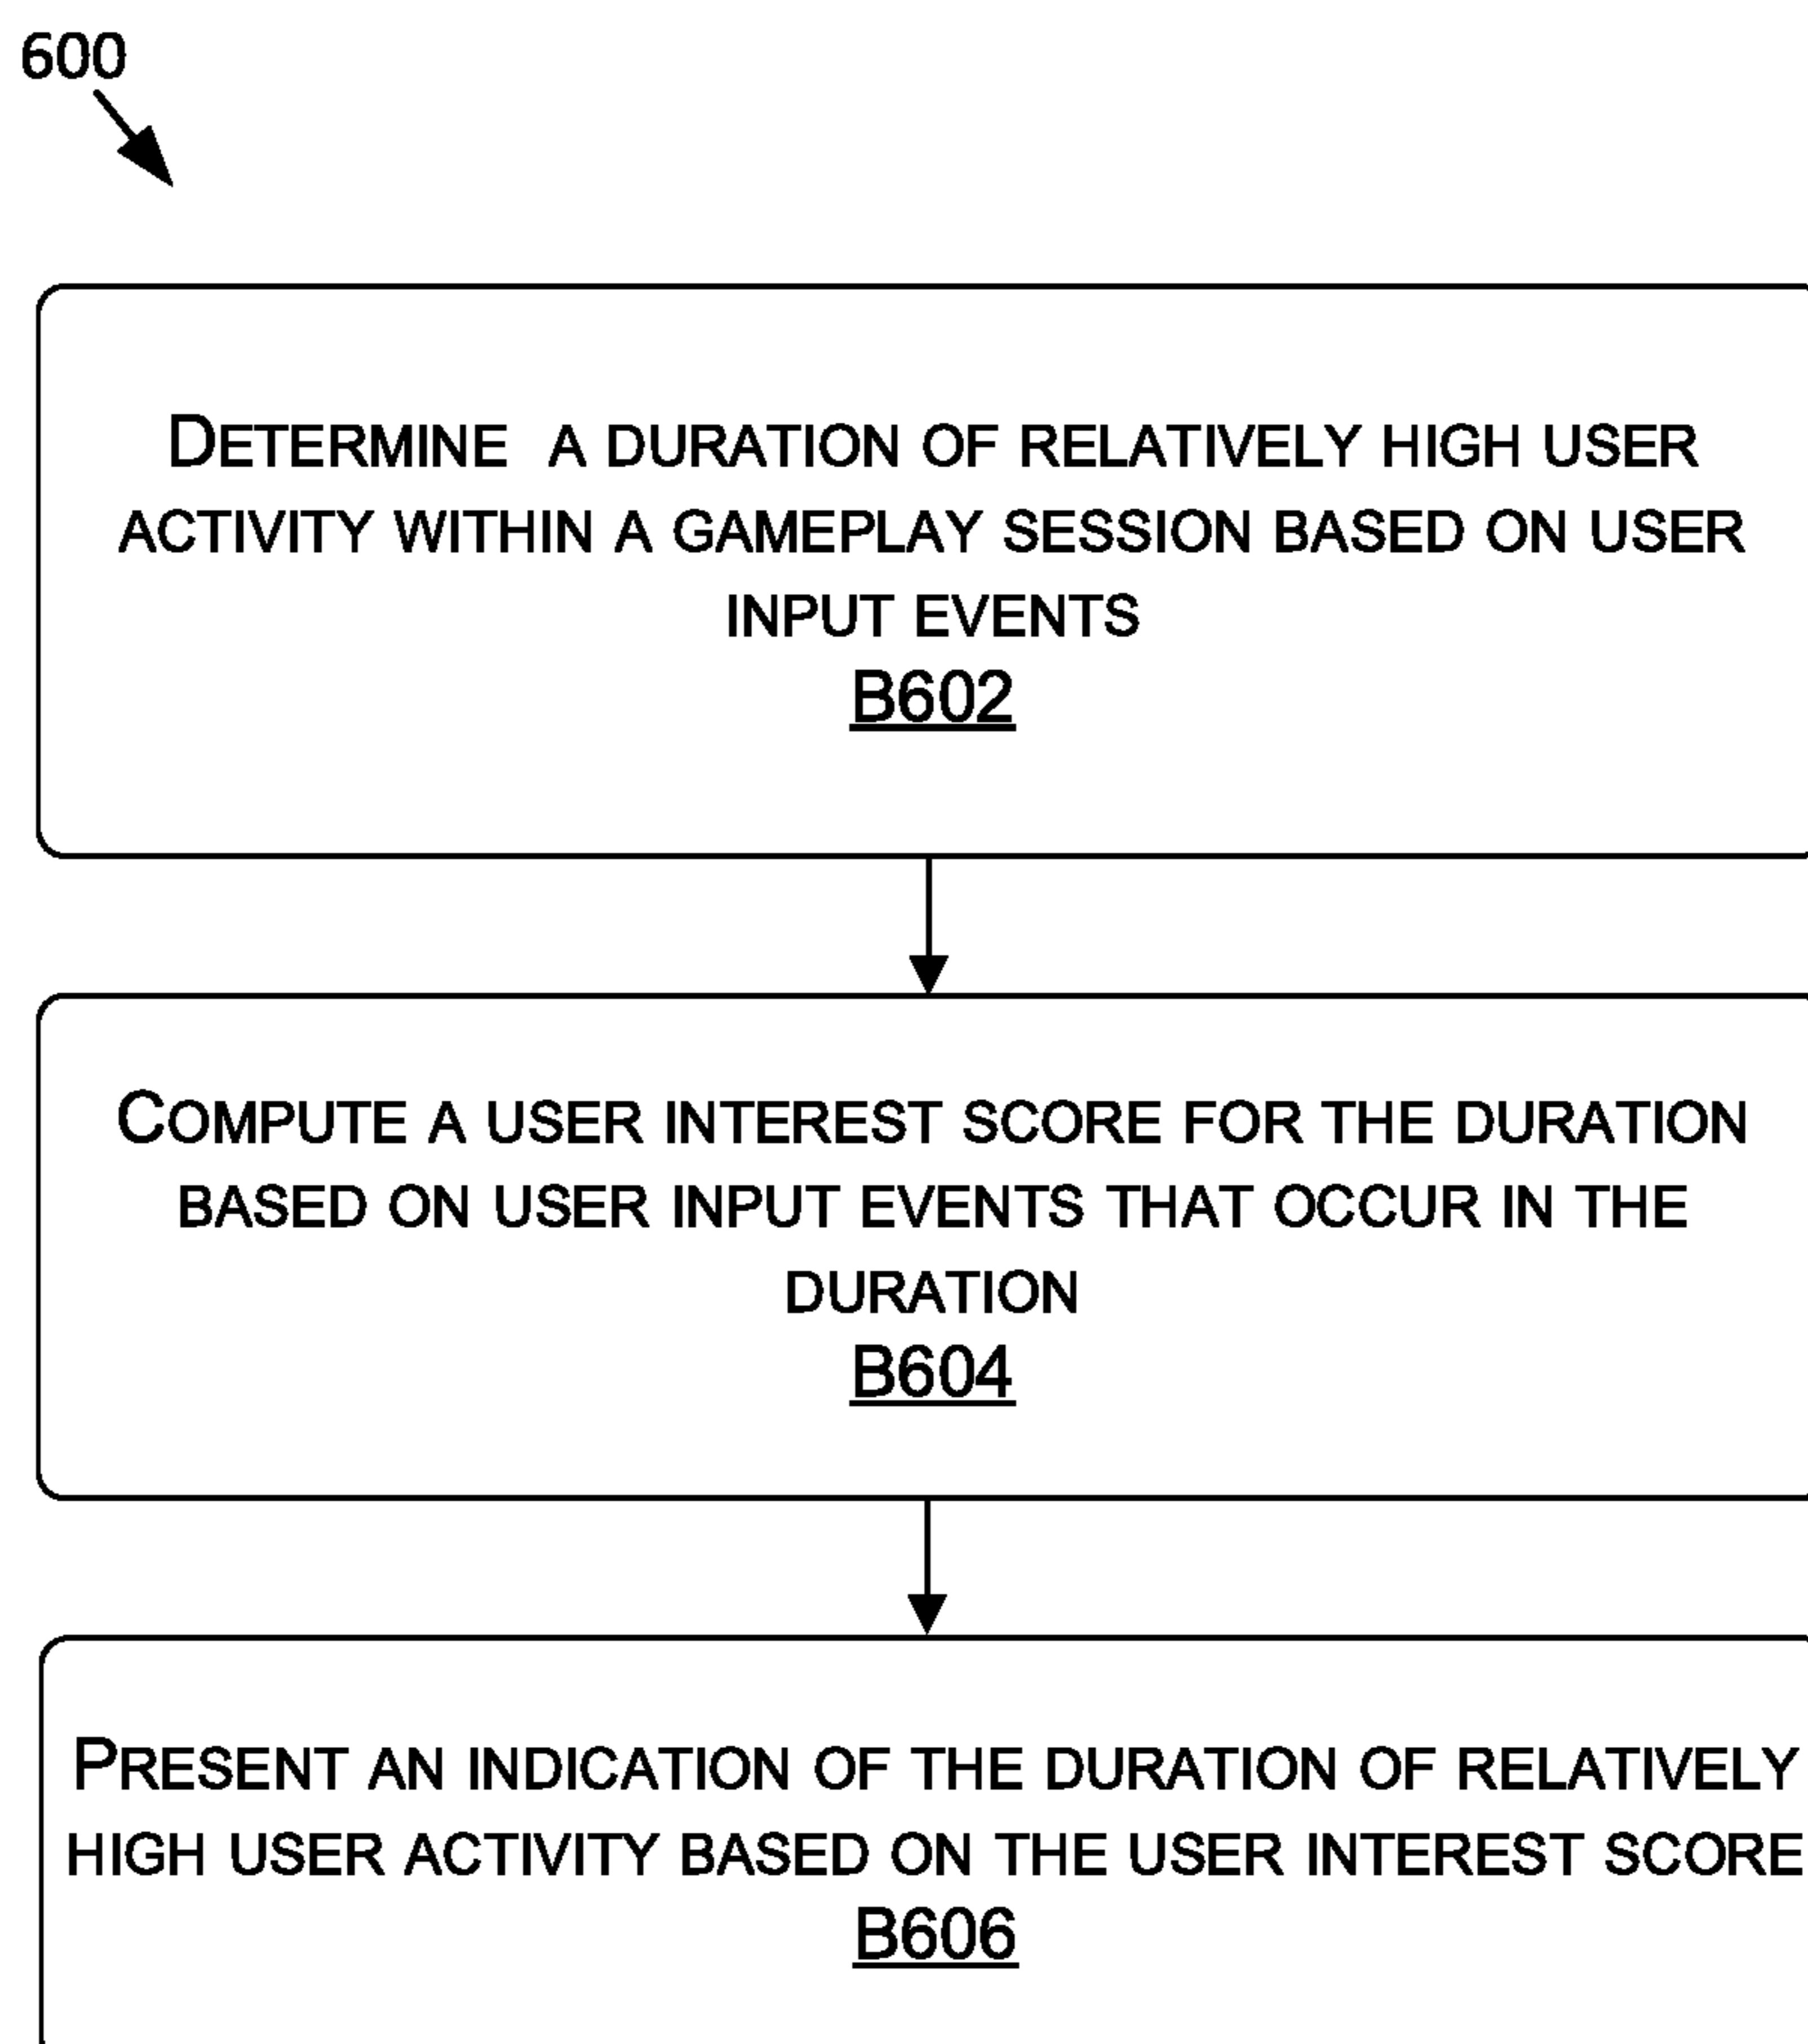 600
DETERMINE A DURATION OF RELATIVELY HIGH USER
ACTIVITY WITHIN A GAMEPLAY SESSION BASED ON USER
INPUT EVENTS
B602
COMPUTE A USER INTEREST SCORE FOR THE DURATION
BASED ON USER INPUT EVENTS THAT OCCUR IN THE
DURATION
B604
PRESENT AN INDICATION OF THE DURATION OF RELATIVELY
HIGH USER ACTIVITY BASED ON THE USER INTEREST SCORE
B606